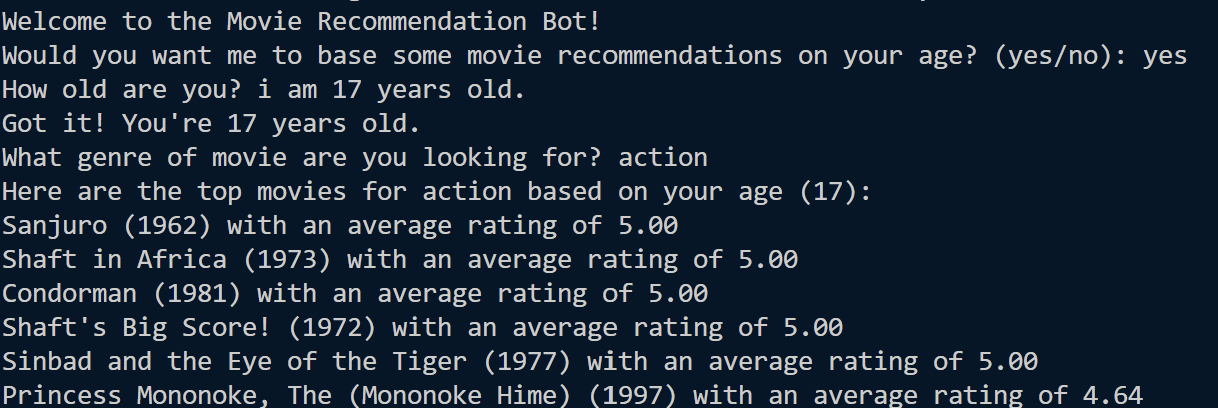 Welcome to the Movie Recommendation Bot!
Would you want me to base some movie recommendations on your age? (yes/no): yes
How old are you? i am 17 years old.
Got it! You're 17 years old.
What genre of movie are you looking for? action
Here are the top movies for action based on your age (17):
Sanjuro (1962) with an average rating of 5.00
Shaft in Africa (1973) with an average rating of 5.00
Condorman (1981) with an average rating of 5.00
Shaft's Big Score! (1972) with an average rating of 5.00
Sinbad and the Eye of the Tiger (1977) with an average rating of 5.00
Princess Mononoke, The (Mononoke Hime) (1997) with an average rating of 4.64